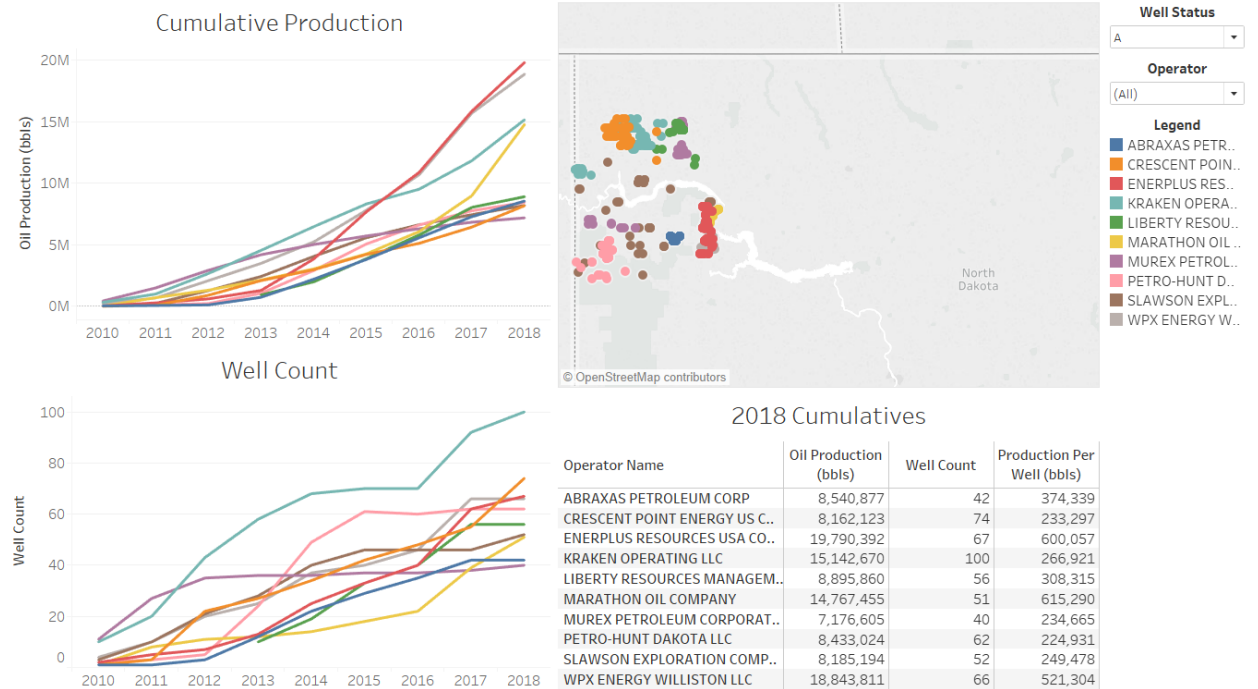 Cumulative Production
Oil Production (bbls)
20M
15M
10M
5M
0M
2010 2011 2012 2013 2014 2015 2016 2017 2018
Well Count
Well Count
100
80
60
40
20
0
2010 2011 2012 2013 2014 2015 2016 2017 2018
North
Dakota
© OpenStreetMap contributors
Well Status
A
Operator
(All)
Legend
ABRAXAS PETR..
CRESCENT POIN..
ENERPLUS RES..
KRAKEN OPERA..
LIBERTY RESOU..
MARATHON OIL ..
MUREX PETROL..
PETRO-HUNT D..
SLAWSON EXPL..
WPX ENERGY W..
2018 Cumulatives
Operator Name Oil Production (bbls) Well Count Production Per Well (bbls)
ABRAXAS PETROLEUM CORP 8,540,877 42 374,339
CRESCENT POINT ENERGY US C.. 8,162,123 74 233,297
ENERPLUS RESOURCES USA CO.. 19,790,392 67 600,057
KRAKEN OPERATING LLC 15,142,670 100 266,921
LIBERTY RESOURCES MANAGEM.. 8,895,860 56 308,315
MARATHON OIL COMPANY 14,767,455 51 615,290
MUREX PETROLEUM CORPORAT.. 7,176,605 40 234,665
PETRO-HUNT DAKOTA LLC 8,433,024 62 224,931
SLAWSON EXPLORATION COMP.. 8,185,194 52 249,478
WPX ENERGY WILLISTON LLC 18,843,811 66 521,304